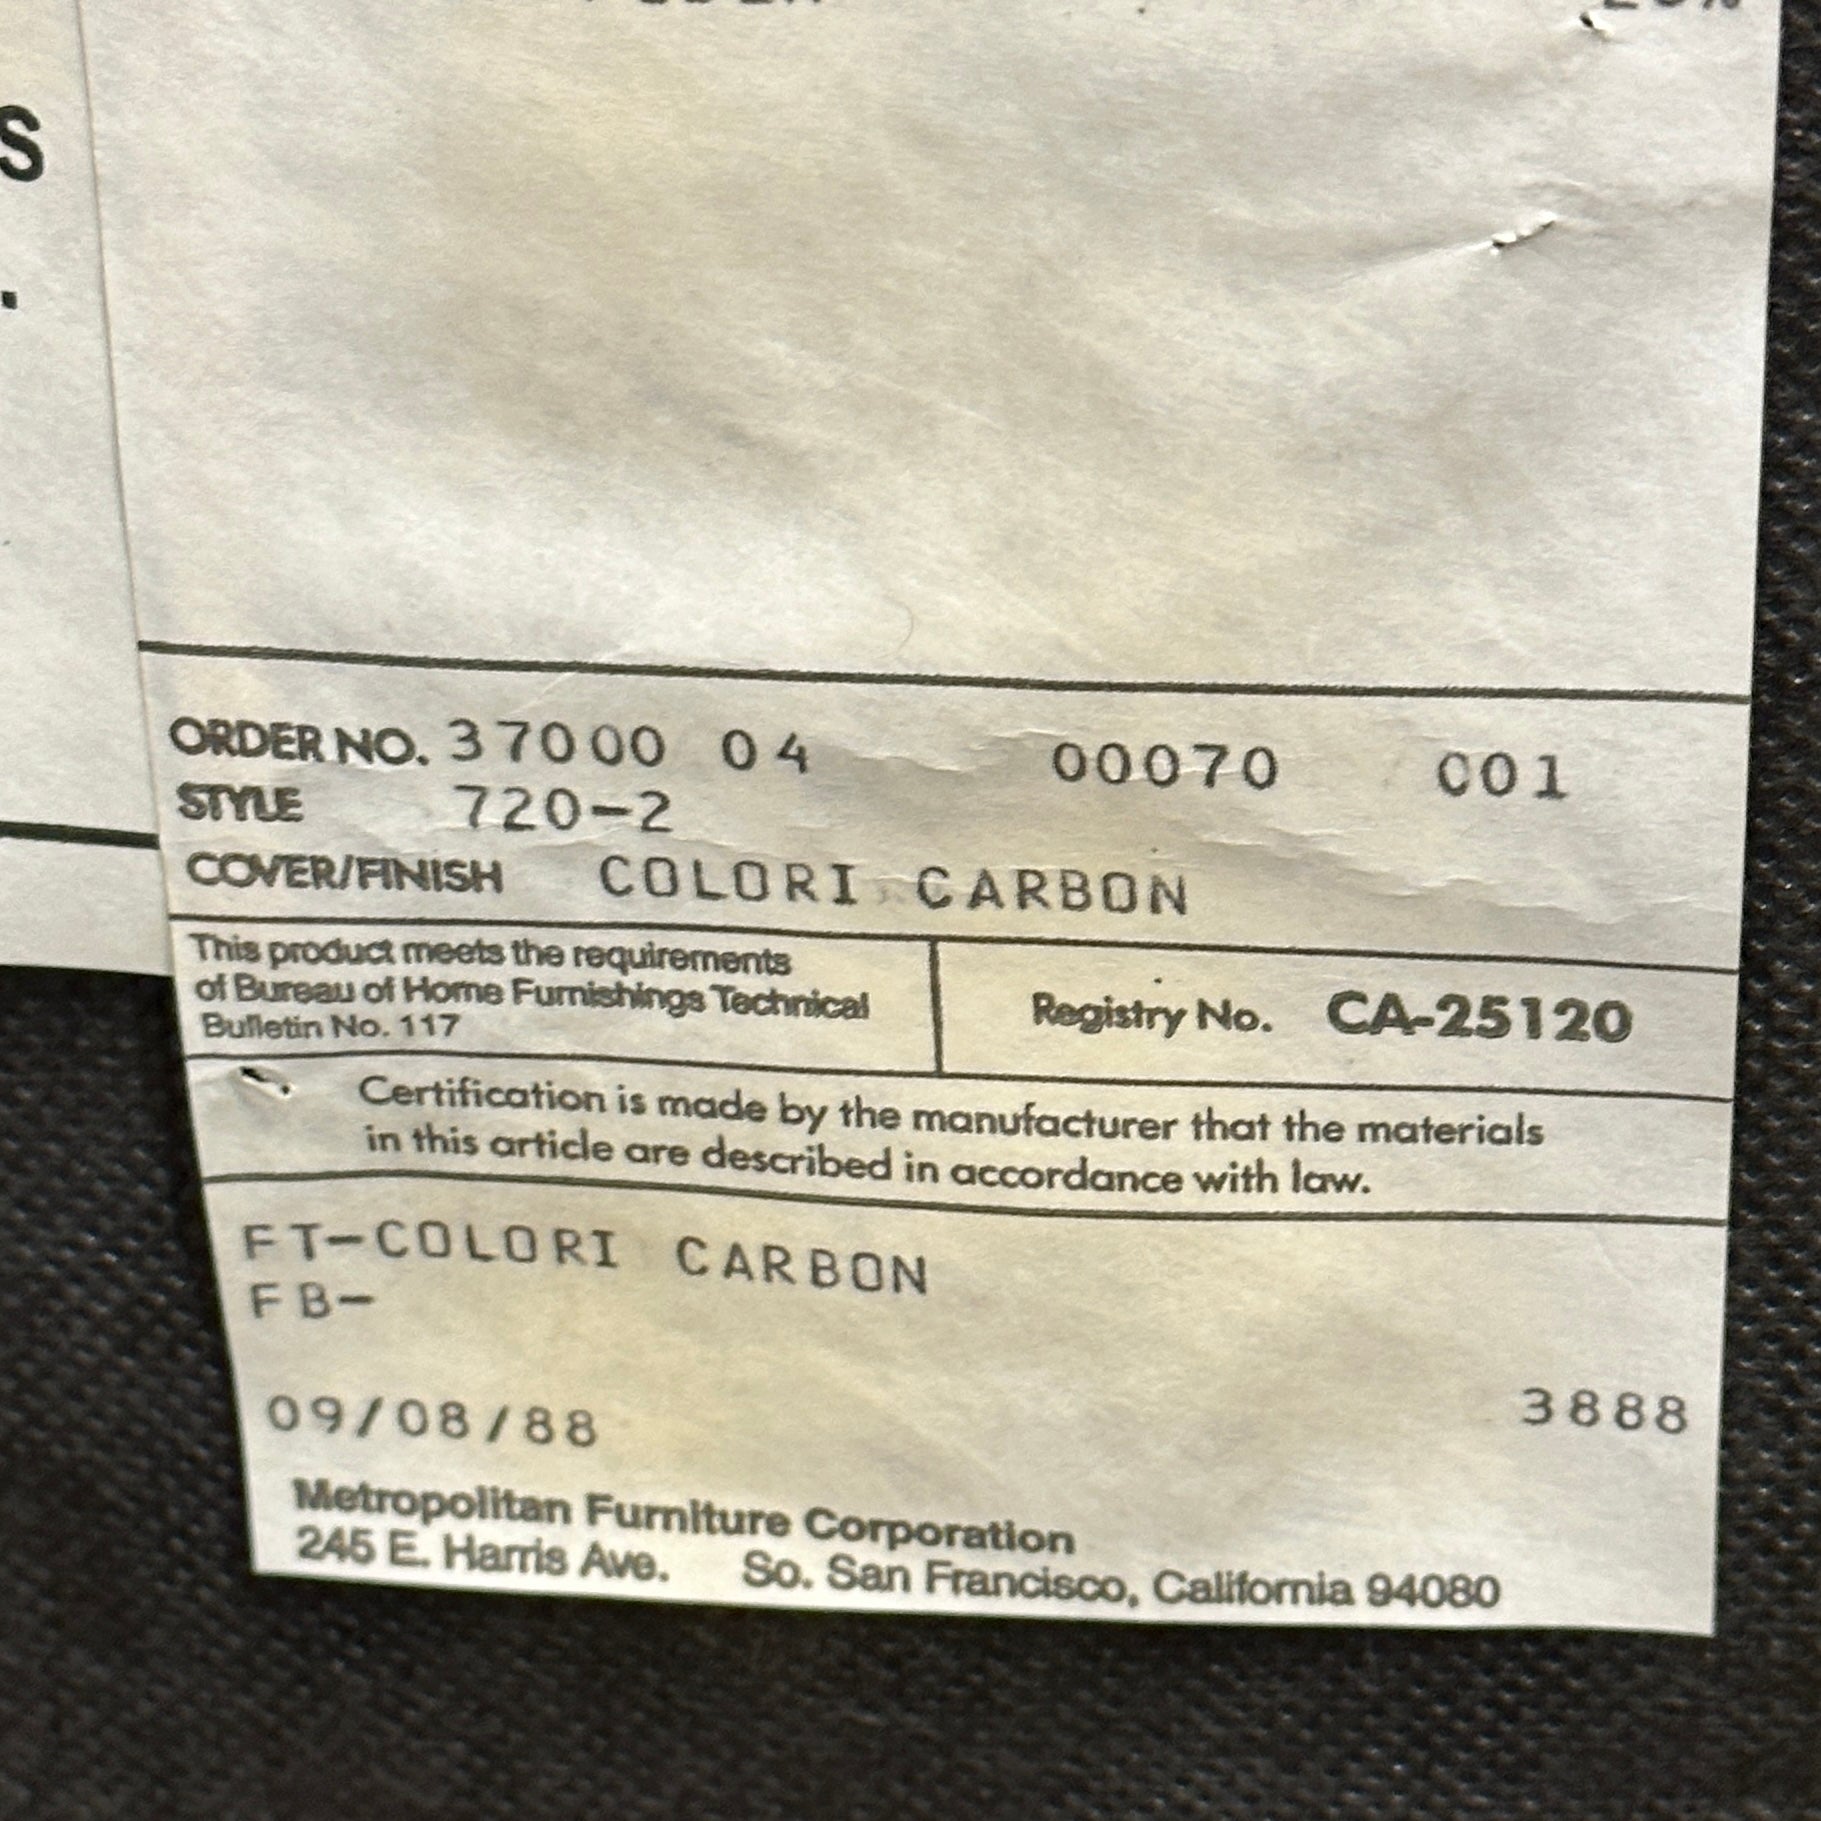 S
.
ORDER NO. 37000 04 00070 001
STYLE 720-2
COVER/FINISH COLORI CARBON
This product meets the requirements
of Bureau of Home Furnishings Technical
Bulletin No. 117
Registry No. CA-25120
Certification is made by the manufacturer that the materials
in this article are described in accordance with law.
FT-COLORI CARBON
FB-
09/08/88 3888
Metropolitan Furniture Corporation
245 E. Harris Ave. So. San Francisco, California 94080